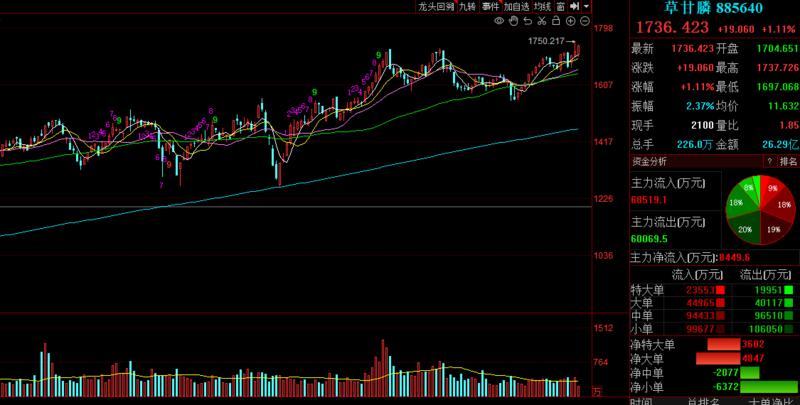 草甘膦 885640
龙头回溯 九转 事件 加自选 均线 窗
1736.423 +19.060 +1.11%
1750.217
1798
1607
1417
1226
1036
最新 1736.423 开盘 1704.651
涨跌 +19.060 最高 1737.726
涨幅 +1.11% 最低 1697.068
振幅 2.37% 均价 11.632
现手 2100 量比 1.05
总手 226.0万 金额 26.29亿
资金分析 ? 排名
主力流入(万元)
68519.1
主力流出(万元)
60069.5
8% 9% 18% 18% 20% 19%
主力净流入(万元):8449.6
流入(万元) 流出(万元)
特大单 23553 19951
大单 44965 40117
中单 94433 96510
小单 99677 106050
净特大单 3602
净大单 4847
净中单 -2077
净小单 -6372
1512
764
万
时间 总排名 大单净比